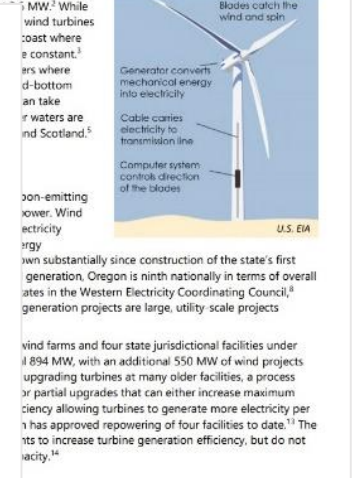 MW.² While
wind turbines
coast where
constant.³
where
d-bottom
an take
waters are
nd Scotland.⁵
Blades catch the
wind and spin
Generator converts
mechanical energy
into electricity
Cable carries
electricity to
transmission line
Computer system
controls direction
of the blades
U.S. EIA
bon-emitting
power. Wind
ectricity
ergy
own substantially since construction of the state's first
generation, Oregon is ninth nationally in terms of overall
ates in the Western Electricity Coordinating Council,⁸
generation projects are large, utility-scale projects
wind farms and four state jurisdictional facilities under
894 MW, with an additional 550 MW of wind projects
upgrading turbines at many older facilities, a process
or partial upgrades that can either increase maximum
ciency allowing turbines to generate more electricity per
has approved repowering of four facilities to date.¹³ The
nts to increase turbine generation efficiency, but do not
acity.¹⁴